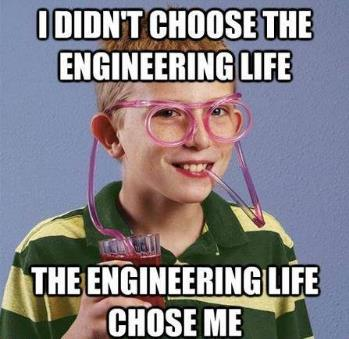 I DIDN'T CHOOSE THE
ENGINEERING LIFE
THE ENGINEERING LIFE
CHOSE ME